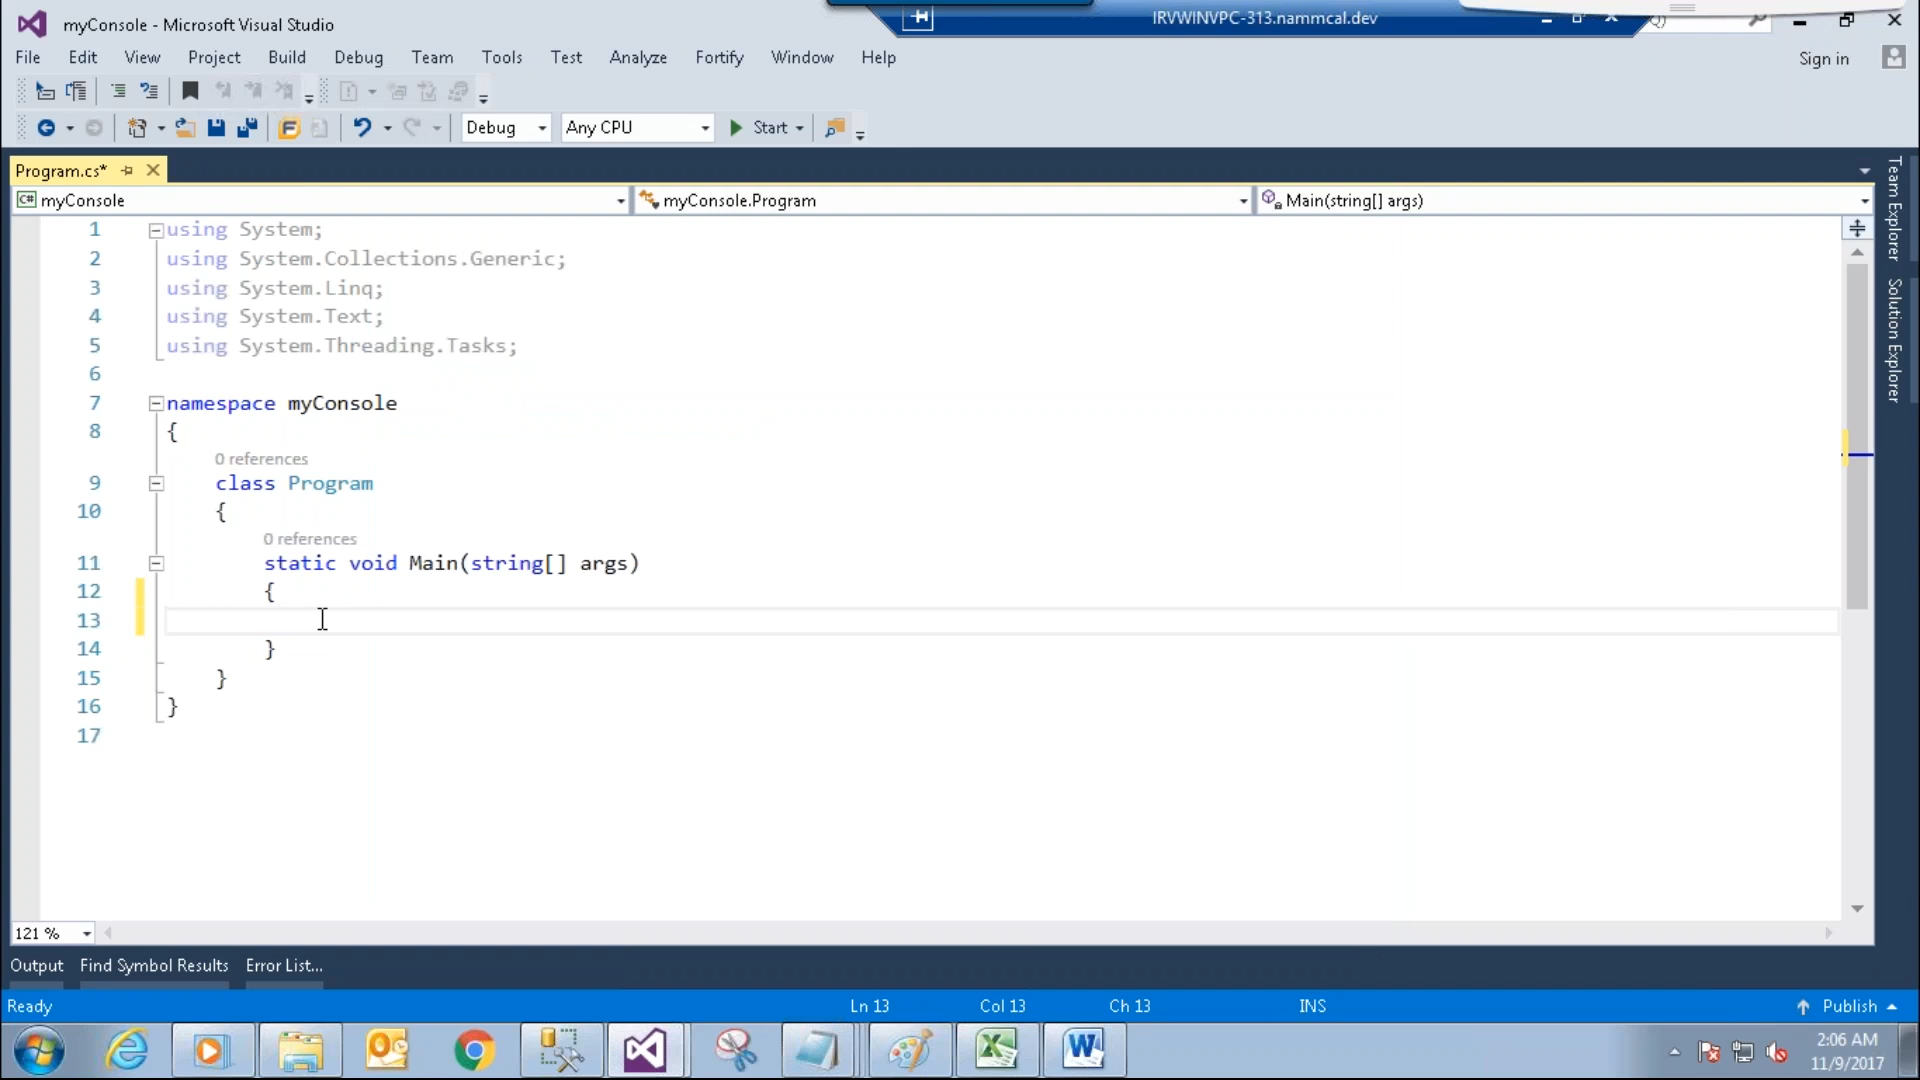 myConsole - Microsoft Visual Studio
IRVWINVPC-313.nammcal.dev
File Edit View Project Build Debug Team Tools Test Analyze Fortify Window Help
Sign in
Debug Any CPU Start
Program.cs*
myConsole myConsole.Program Main(string[] args)
1 using System;
2 using System.Collections.Generic;
3 using System.Linq;
4 using System.Text;
5 using System.Threading.Tasks;
6
7 namespace myConsole
8 {
0 references
9 class Program
10 {
0 references
11 static void Main(string[] args)
12 {
13
14 }
15 }
16 }
17
Team Explorer
Solution Explorer
121 %
Output Find Symbol Results Error List...
Ready Ln 13 Col 13 Ch 13 INS Publish
2:06 AM
11/9/2017